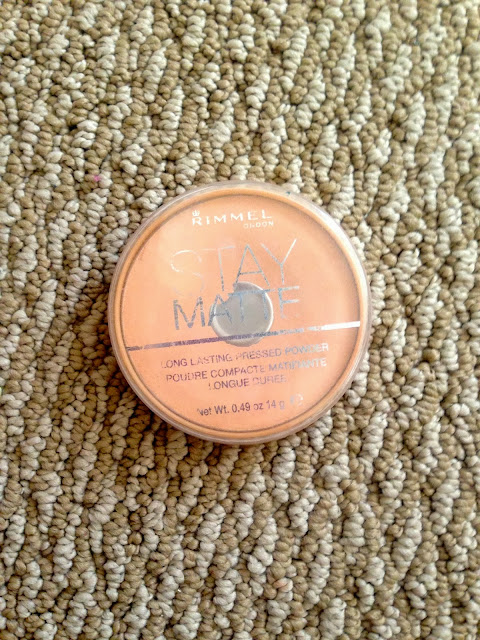 RIMMEL
LONDON
STAY
MATTE
LONG LASTING PRESSED POWDER
POUDRE COMPACTE MATIFIANTE
LONGUE DURÉE
Net Wt. 0.49 oz 14 g